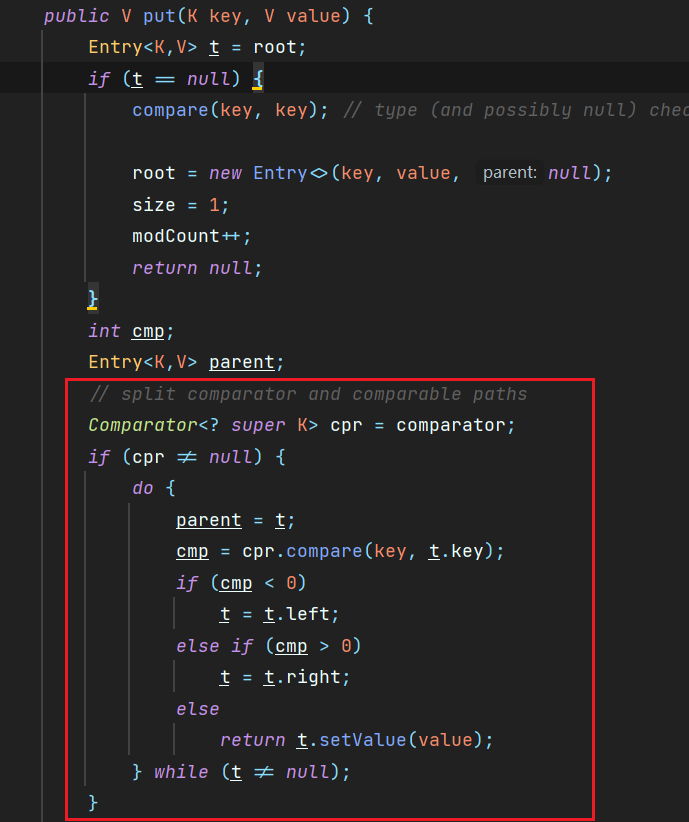 public V put(K key, V value) {
Entry<K,V> t = root;
if (t == null) {
compare(key, key); // type (and possibly null) chec
root = new Entry<>(key, value, parent: null);
size = 1;
modCount++;
return null;
}
int cmp;
Entry<K,V> parent;
// split comparator and comparable paths
Comparator<? super K> cpr = comparator;
if (cpr != null) {
do {
parent = t;
cmp = cpr.compare(key, t.key);
if (cmp < 0)
t = t.left;
else if (cmp > 0)
t = t.right;
else
return t.setValue(value);
} while (t != null);
}